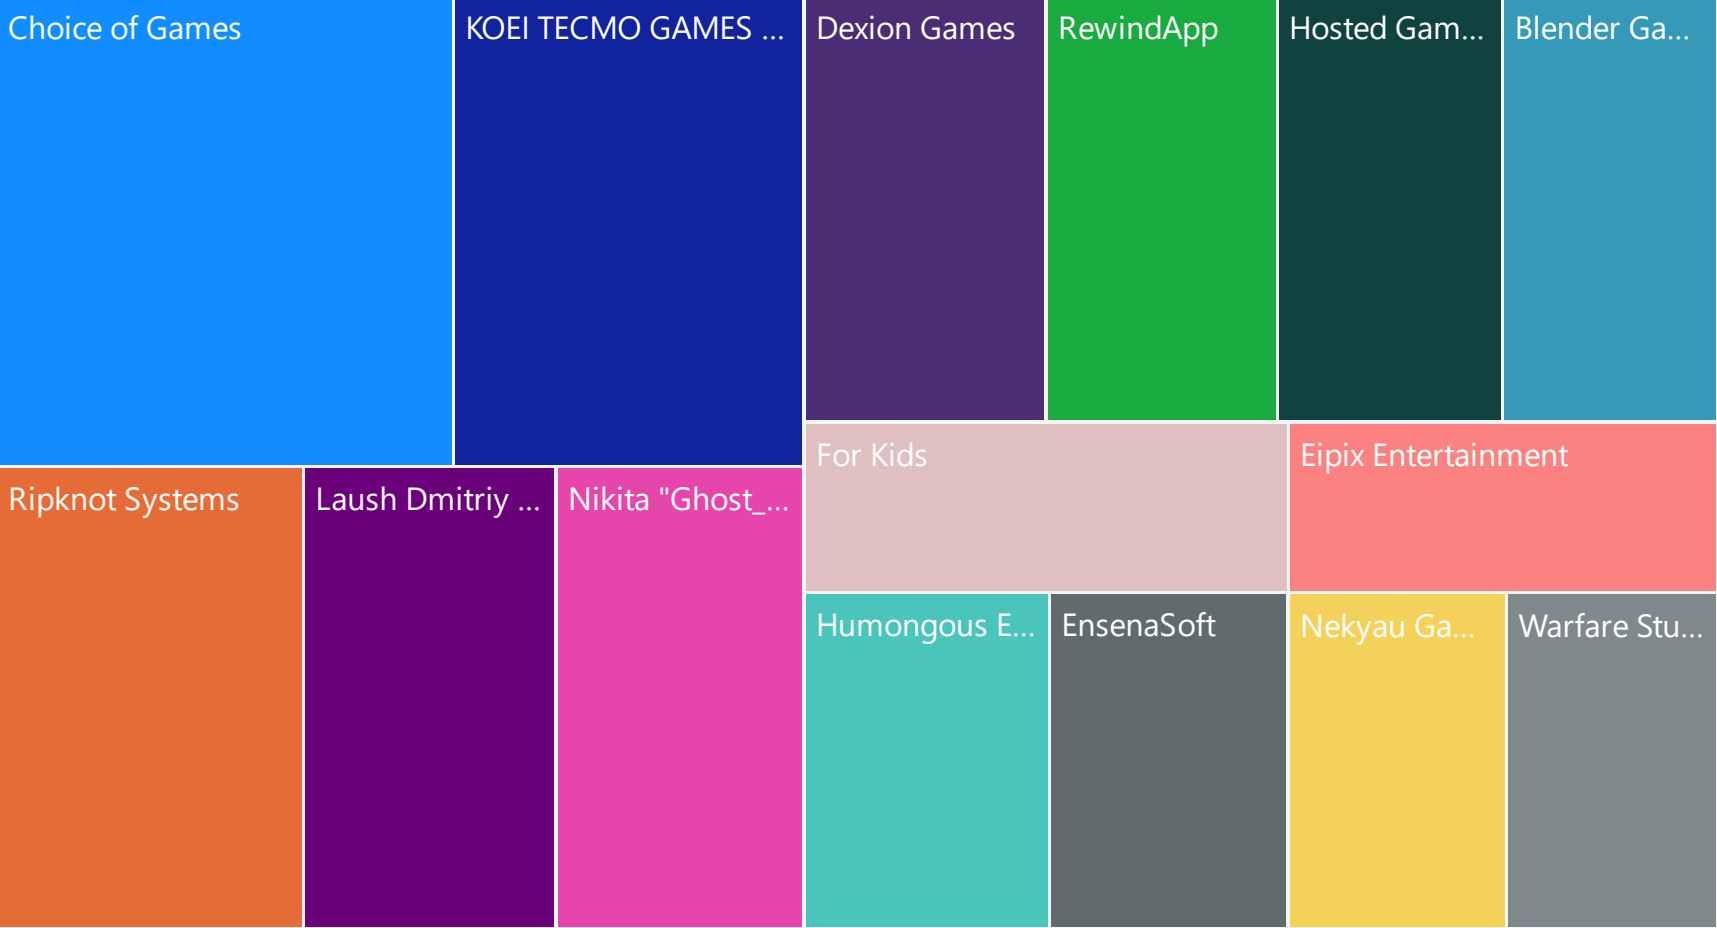 Choice of Games
KOEI TECMO GAMES ...
Dexion Games
RewindApp
Hosted Gam...
Blender Ga...
For Kids
Eipix Entertainment
Ripknot Systems
Laush Dmitriy ...
Nikita "Ghost_...
Humongous E...
EnsenaSoft
Nekyau Ga...
Warfare Stu...